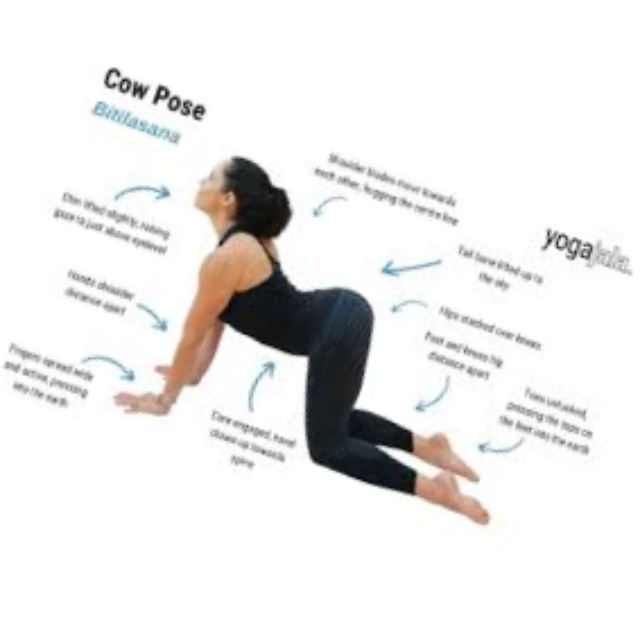 Cow Pose
Bitilasana
Shoulder blades move towards
each other, hugging the centre line
Chin lifted slightly, raising
gaze to just above eyelevel
yogajala.
Tail bone lifted up to
the sky
Hands shoulder
distance apart
Hips stacked over knees
Feet and knees hip
distance apart
Fingers spread wide
and active, pressing
into the earth
Toes untucked,
pressing the tops on
the feet into the earth
Core engaged, navel
draws up towards
spine